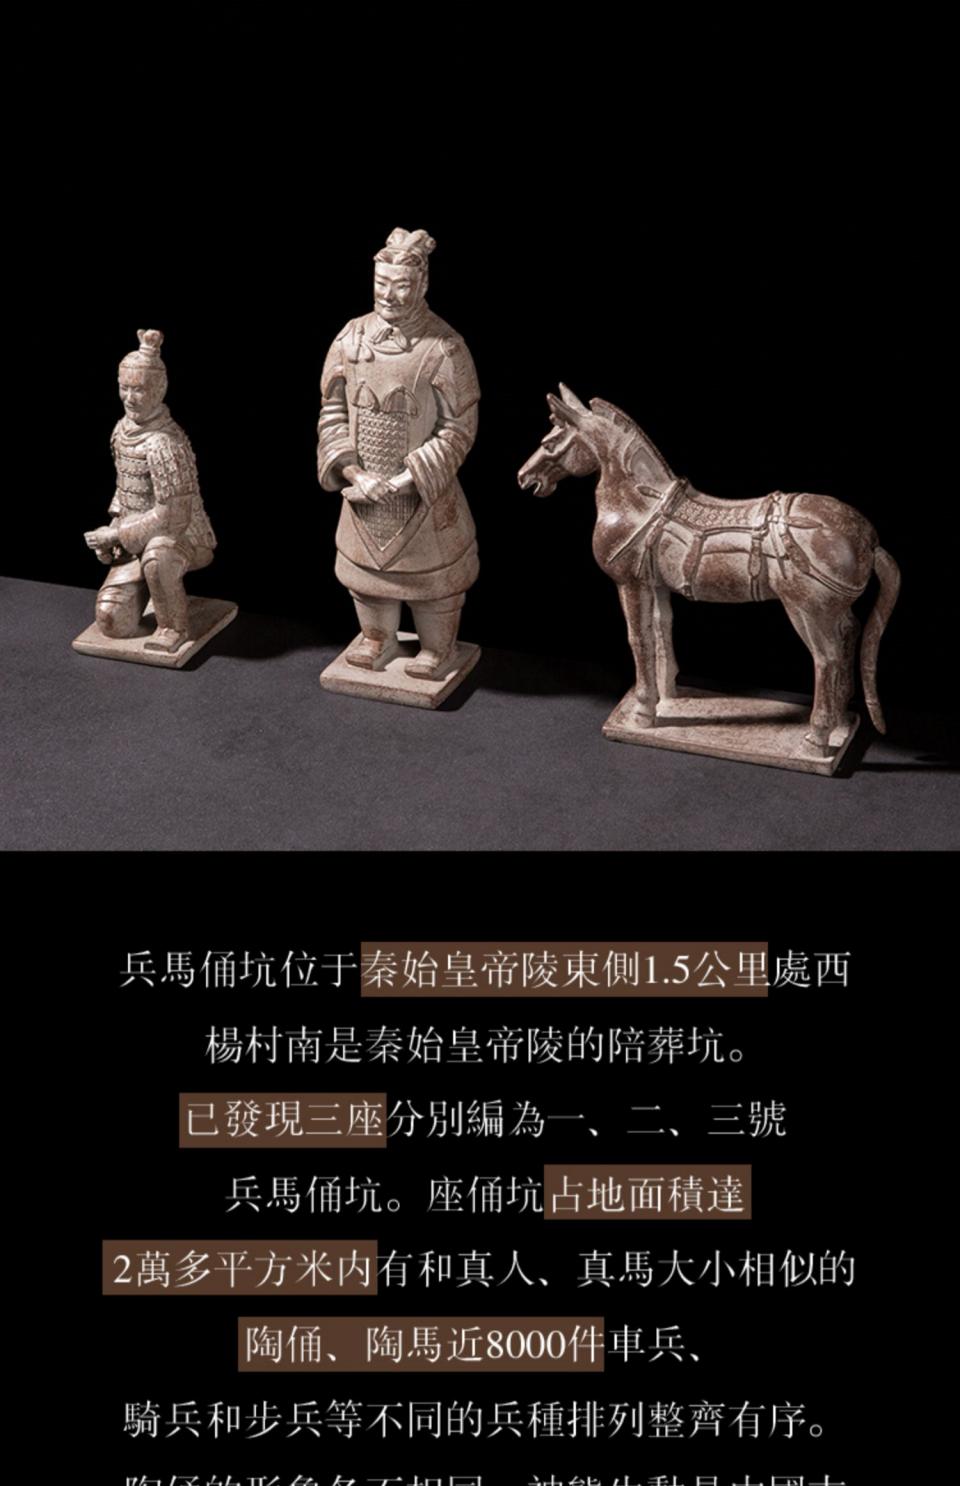 兵馬俑坑位于秦始皇帝陵東側1.5公里處西
楊村南是秦始皇帝陵的陪葬坑。
已發現三座分別編為一、二、三號
兵馬俑坑。座俑坑占地面積達
2萬多平方米内有和真人、真馬大小相似的
陶俑、陶馬近8000件車兵、
騎兵和步兵等不同的兵種排列整齊有序。